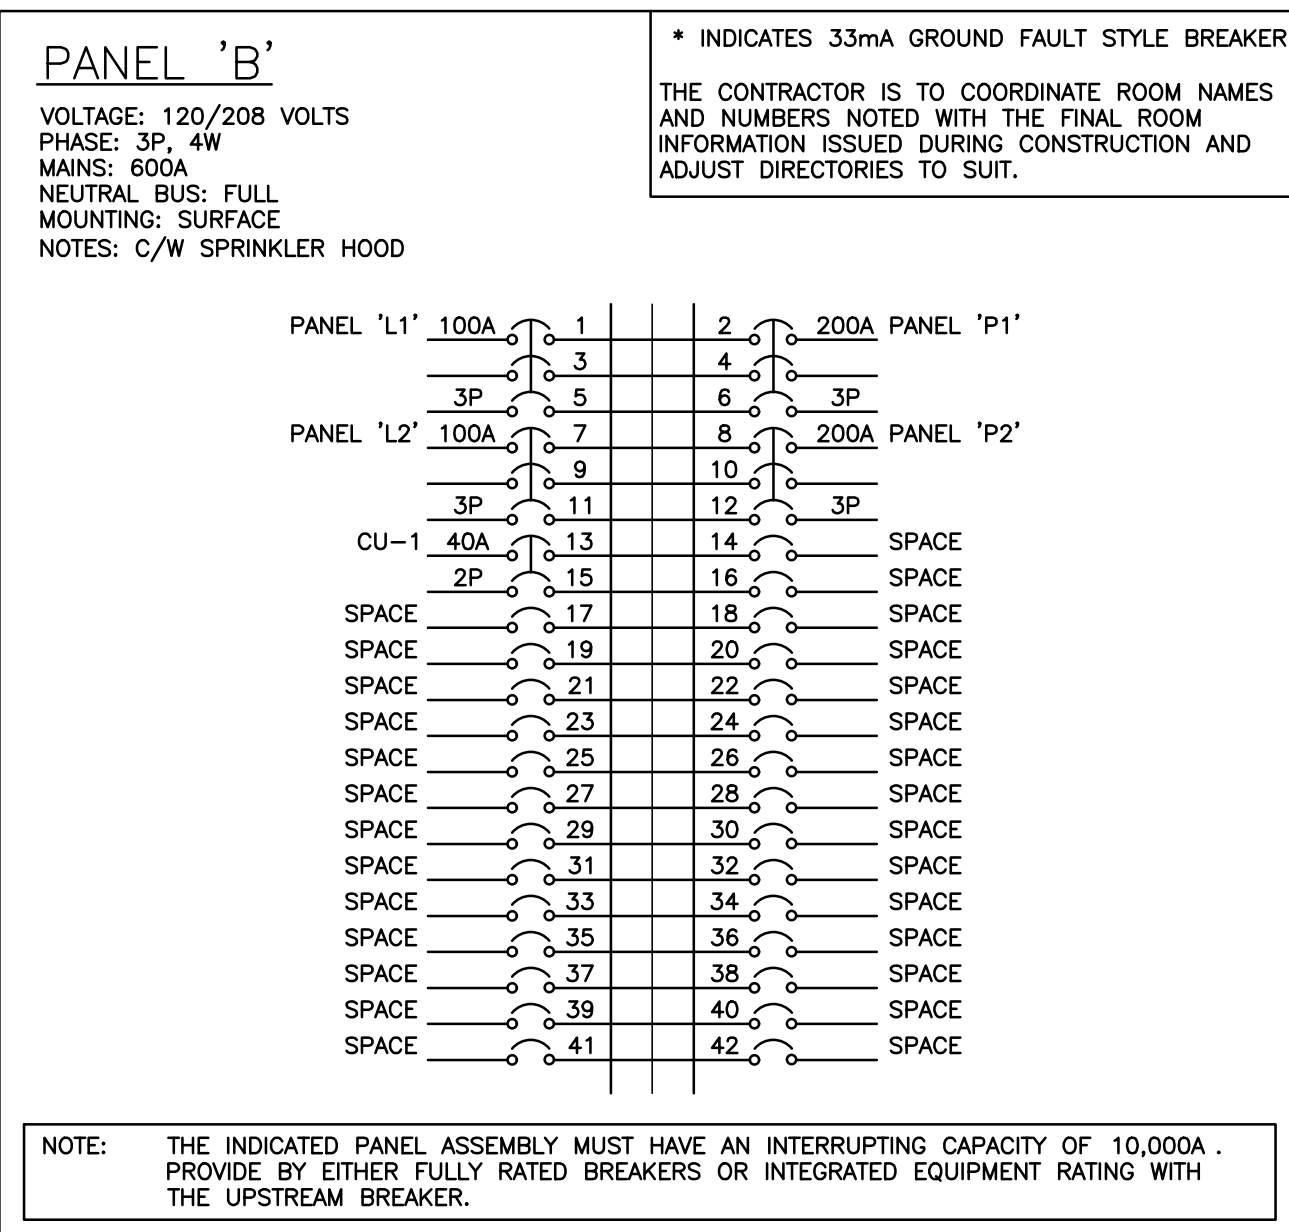 PANEL 'B'
VOLTAGE: 120/208 VOLTS
PHASE: 3P, 4W
MAINS: 600A
NEUTRAL BUS: FULL
MOUNTING: SURFACE
NOTES: C/W SPRINKLER HOOD
* INDICATES 33mA GROUND FAULT STYLE BREAKER
THE CONTRACTOR IS TO COORDINATE ROOM NAMES
AND NUMBERS NOTED WITH THE FINAL ROOM
INFORMATION ISSUED DURING CONSTRUCTION AND
ADJUST DIRECTORIES TO SUIT.
PANEL 'L1' 100A 1 2 200A PANEL 'P1'
3 4
3P 5 6 3P
PANEL 'L2' 100A 7 8 200A PANEL 'P2'
9 10
3P 11 12 3P
CU-1 40A 13 14 SPACE
2P 15 16 SPACE
SPACE 17 18 SPACE
SPACE 19 20 SPACE
SPACE 21 22 SPACE
SPACE 23 24 SPACE
SPACE 25 26 SPACE
SPACE 27 28 SPACE
SPACE 29 30 SPACE
SPACE 31 32 SPACE
SPACE 33 34 SPACE
SPACE 35 36 SPACE
SPACE 37 38 SPACE
SPACE 39 40 SPACE
SPACE 41 42 SPACE
NOTE: THE INDICATED PANEL ASSEMBLY MUST HAVE AN INTERRUPTING CAPACITY OF 10,000A .
PROVIDE BY EITHER FULLY RATED BREAKERS OR INTEGRATED EQUIPMENT RATING WITH
THE UPSTREAM BREAKER.